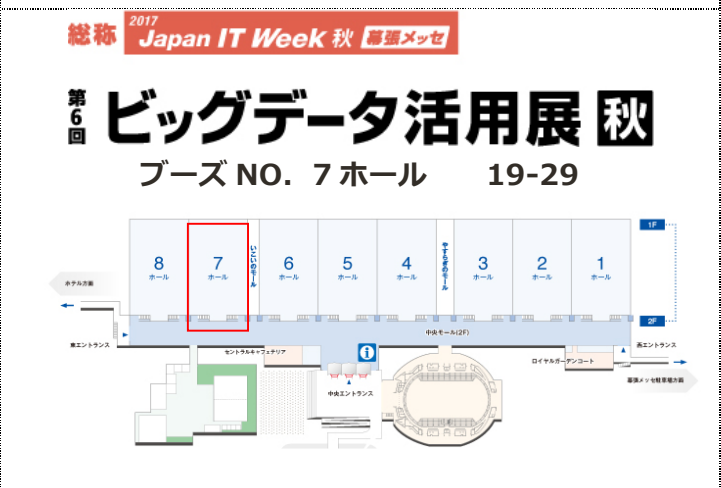 総称 2017 Japan IT Week 秋 幕張メッセ
第6回 ビッグデータ活用展 秋
ブーズ NO. 7 ホール 19-29
8 ホール
7 ホール
いこいのモール
6 ホール
5 ホール
4 ホール
やすらぎのモール
3 ホール
2 ホール
1 ホール
1F
ホテル方面
2F
中央モール(2F)
東エントランス
セントラルキャフェテリア
i
西エントランス
ロイヤルガーデンコート
幕張メッセ駐車場方面
中央エントランス